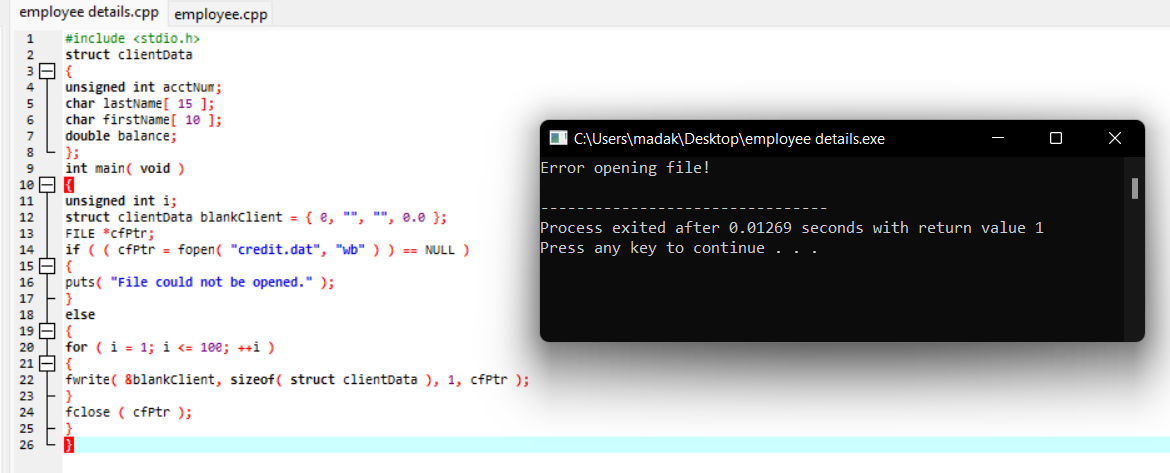 employee details.cpp employee.cpp
1 #include <stdio.h>
2 struct clientData
3 {
4 unsigned int acctNum;
5 char lastName[ 15 ];
6 char firstName[ 10 ];
7 double balance;
8 };
9 int main( void )
10 {
11 unsigned int i;
12 struct clientData blankClient = { 0, "", "", 0.0 };
13 FILE *cfPtr;
14 if ( ( cfPtr = fopen( "credit.dat", "wb" ) ) == NULL )
15 {
16 puts( "File could not be opened." );
17 }
18 else
19 {
20 for ( i = 1; i <= 100; ++i )
21 {
22 fwrite( &blankClient, sizeof( struct clientData ), 1, cfPtr );
23 }
24 fclose ( cfPtr );
25 }
26 }
C:\Users\madak\Desktop\employee details.exe
Error opening file!
--------------------------------
Process exited after 0.01269 seconds with return value 1
Press any key to continue . . .